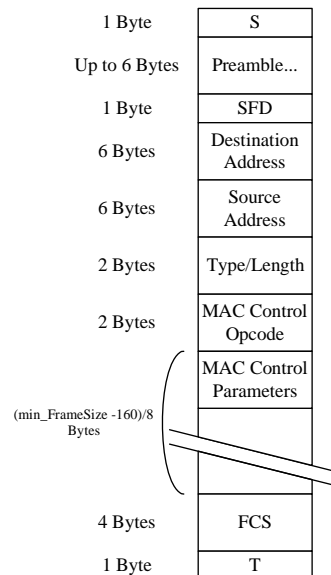 1 Byte S
Up to 6 Bytes Preamble...
1 Byte SFD
6 Bytes Destination
Address
6 Bytes Source
Address
2 Bytes Type/Length
2 Bytes MAC Control
Opcode
MAC Control
Parameters
(min_FrameSize -160)/8
Bytes
4 Bytes FCS
1 Byte T